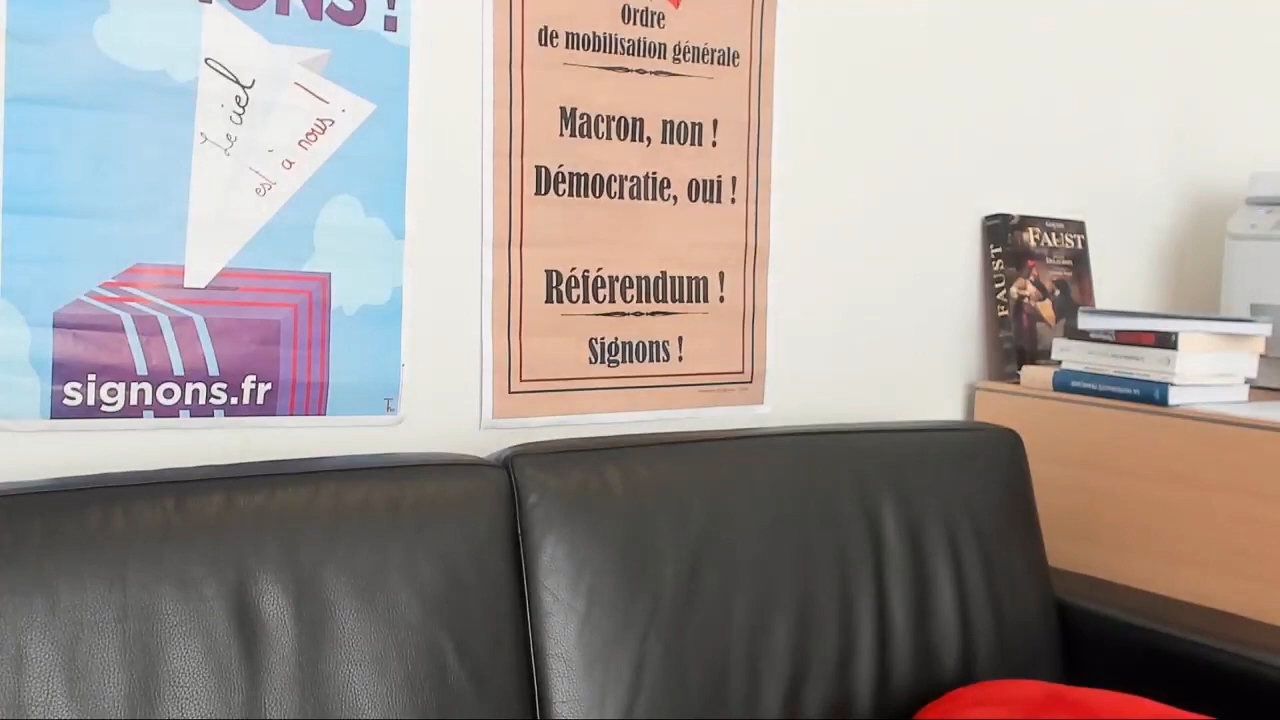 ONS !
Le ciel
est à nous !
signons.fr
Ordre
de mobilisation générale
Macron, non !
Démocratie, oui !
Référendum !
Signons !
FAUST
FAUST